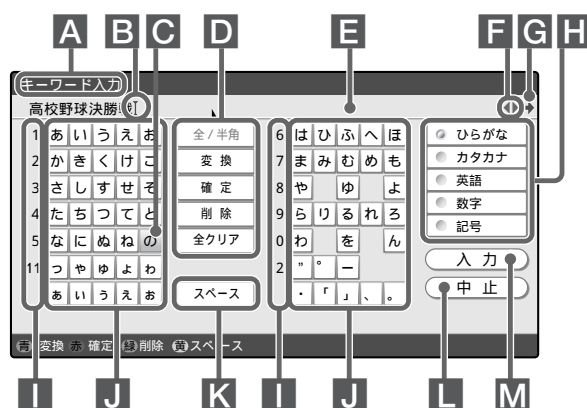 A B C D E F G H
キーワード入力
高校野球決勝戦
1 あ い う え お 全/半角 6 は ひ ふ へ ほ ひらがな
2 か き く け こ 変換 7 ま み む め も カタカナ
3 さ し す せ そ 確定 8 や ゆ よ 英語
4 た ち つ て と 削除 9 ら り る れ ろ 数字
5 な に ぬ ね の 全クリア 0 わ を ん 記号
11 っ ゃ ゅ ょ ゎ 2 " ° ー 入力
ぁ ぃ ぅ ぇ ぉ スペース ・ 「 」 、 。 中止
青 変換 赤 確定 緑 削除 黄 スペース
I J K I J L M